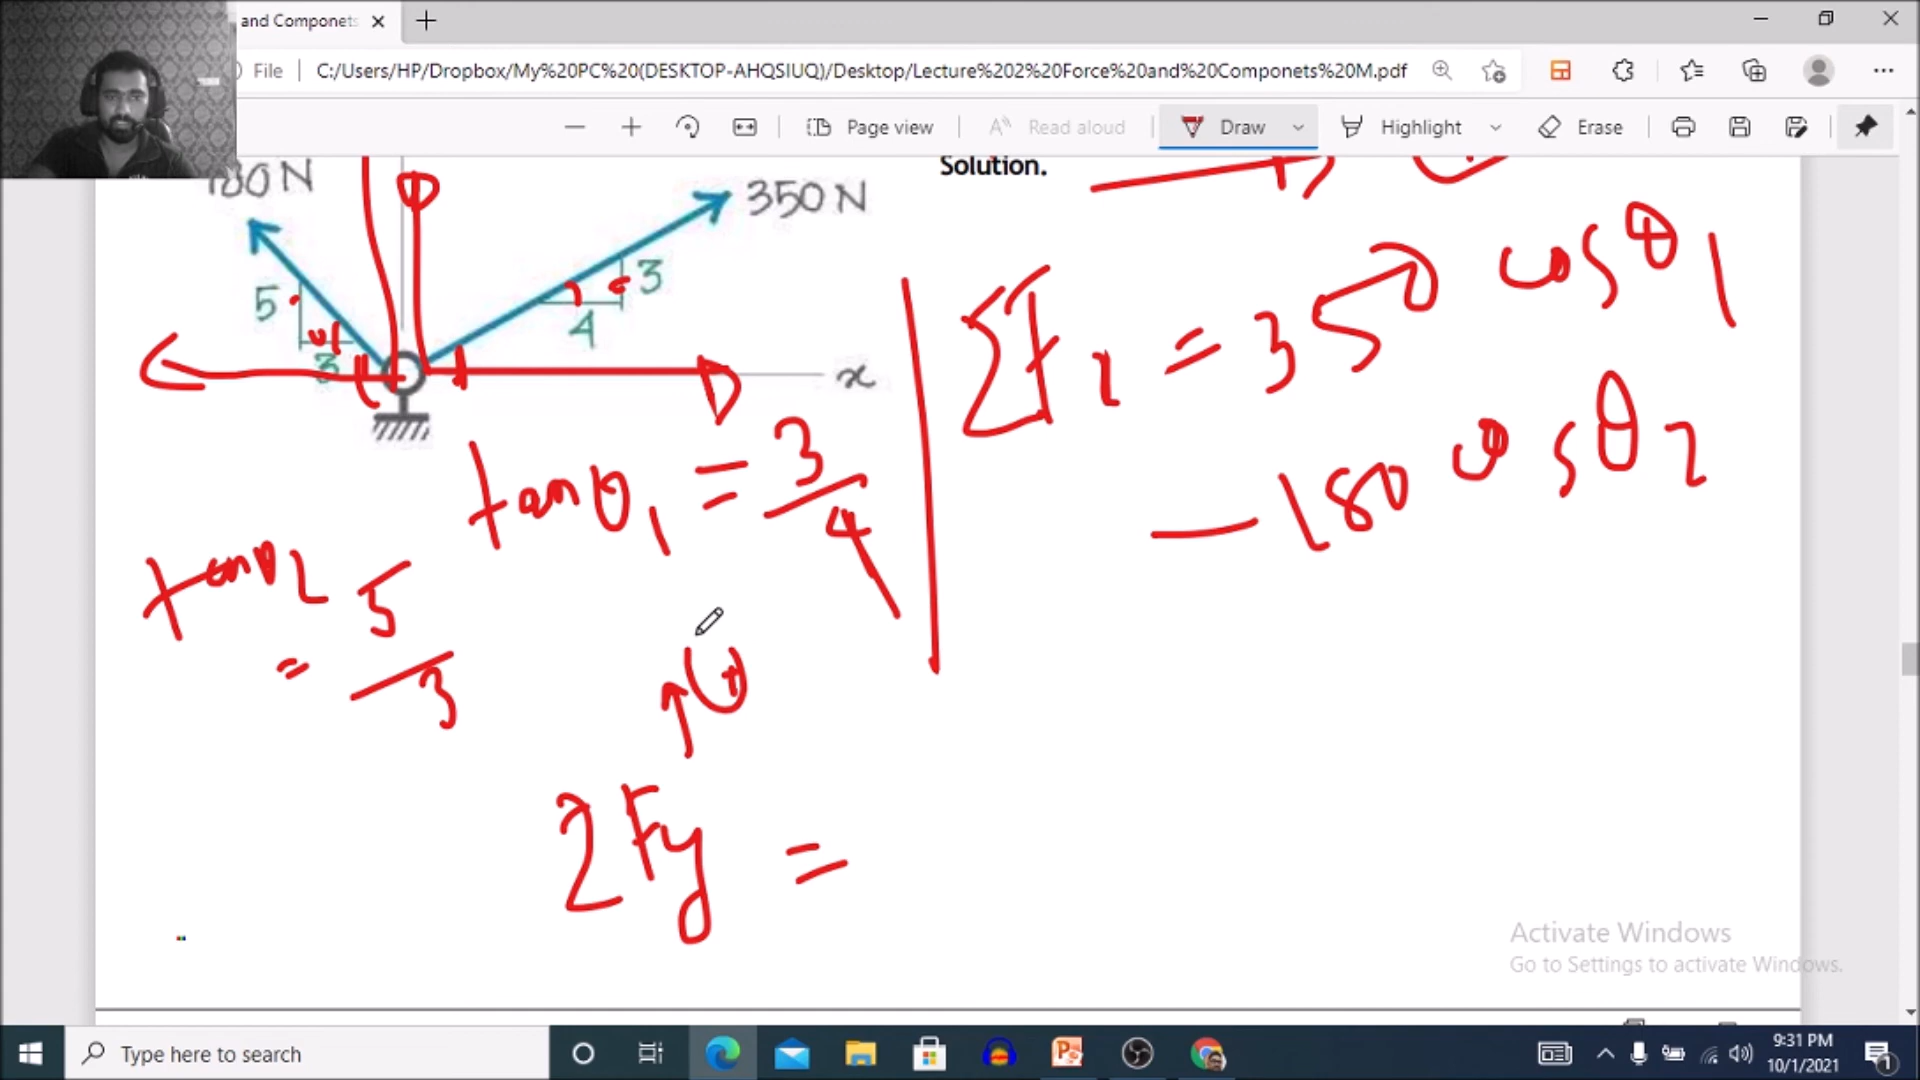 and Componets
File
C:/Users/HP/Dropbox/My%20PC%20(DESKTOP-AHQSIUQ)/Desktop/Lecture%202%20Force%20and%20Componets%20M.pdf
Page view
Read aloud
Draw
Highlight
Erase
Solution.
180 N
350 N
5
3
3
4
x
ΣFx = 350 cosθ1
— 180 cosθ2
tanθ1 = 3/4
tanθ2
= 5/3
↑ (+
ΣFy =
Activate Windows
Go to Settings to activate Windows.
Type here to search
9:31 PM
10/1/2021
1